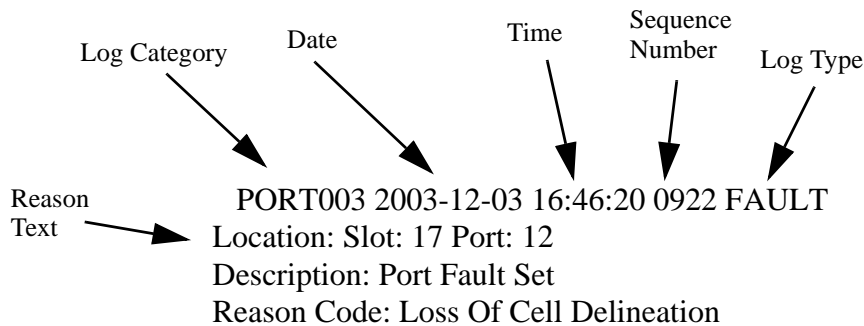 Sequence
Number
Date
Time
Log Category
Log Type
PORT003 2003-12-03 16:46:20 0922 FAULT
Reason
Text
Location: Slot: 17 Port: 12
Description: Port Fault Set
Reason Code: Loss Of Cell Delineation